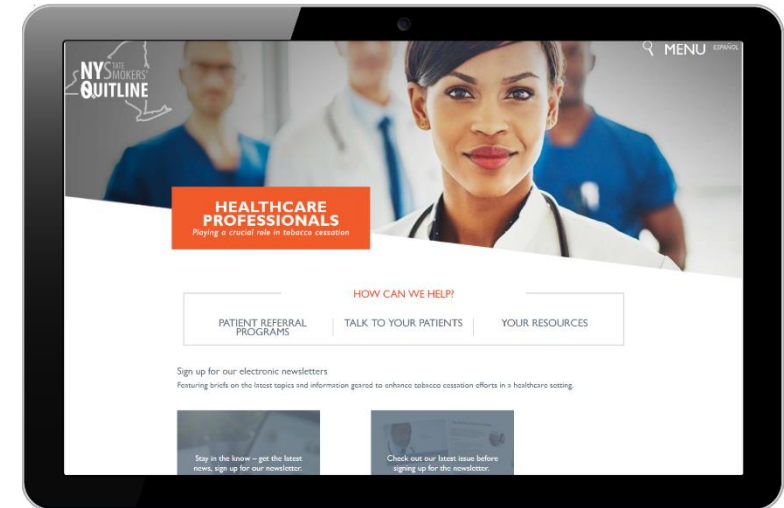 NYSTATE
SMOKERS'
QUITLINE
MENU ESPAÑOL
HEALTHCARE
PROFESSIONALS
Playing a crucial role in tobacco cessation
HOW CAN WE HELP?
PATIENT REFERRAL
PROGRAMS
TALK TO YOUR PATIENTS
YOUR RESOURCES
Sign up for our electronic newsletters
Featuring briefs on the latest topics and information geared to enhance tobacco cessation efforts in a healthcare setting.
Stay in the know – get the latest
news, sign up for our newsletter.
Check out our latest issue before
signing up for the newsletter.